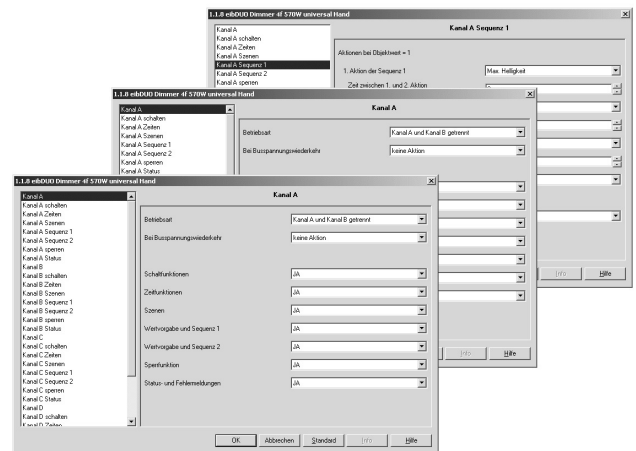 1.1.8 eibDUO Dimmer 4f 570W universal Hand
Kanal A
Kanal A schalten
Kanal A Zeiten
Kanal A Szenen
Kanal A Sequenz 1
Kanal A Sequenz 2
Kanal A sperren
Kanal A Sequenz 1
Aktionen bei Objektwert = 1
1. Aktion der Sequenz 1
Max. Helligkeit
Zeit zwischen 1. und 2. Aktion
Info
Hilfe
1.1.8 eibDUO Dimmer 4f 570W universal Hand
Kanal A
Kanal A schalten
Kanal A Zeiten
Kanal A Szenen
Kanal A Sequenz 1
Kanal A Sequenz 2
Kanal A sperren
Kanal A Status
Kanal A
Betriebsart
Kanal A und Kanal B getrennt
Bei Busspannungswiederkehr
keine Aktion
Info
Hilfe
1.1.8 eibDUO Dimmer 4f 570W universal Hand
Kanal A
Kanal A schalten
Kanal A Zeiten
Kanal A Szenen
Kanal A Sequenz 1
Kanal A Sequenz 2
Kanal A sperren
Kanal A Status
Kanal B
Kanal B schalten
Kanal B Zeiten
Kanal B Szenen
Kanal B Sequenz 1
Kanal B Sequenz 2
Kanal B sperren
Kanal B Status
Kanal C
Kanal C schalten
Kanal C Zeiten
Kanal C Szenen
Kanal C Sequenz 1
Kanal C Sequenz 2
Kanal C sperren
Kanal C Status
Kanal D
Kanal D schalten
Kanal D Zeiten
Kanal A
Betriebsart
Kanal A und Kanal B getrennt
Bei Busspannungswiederkehr
keine Aktion
Schaltfunktionen
JA
Zeitfunktionen
JA
Szenen
JA
Wertvorgabe und Sequenz 1
JA
Wertvorgabe und Sequenz 2
JA
Sperrfunktion
JA
Status- und Fehlermeldungen
JA
OK
Abbrechen
Standard
Info
Hilfe